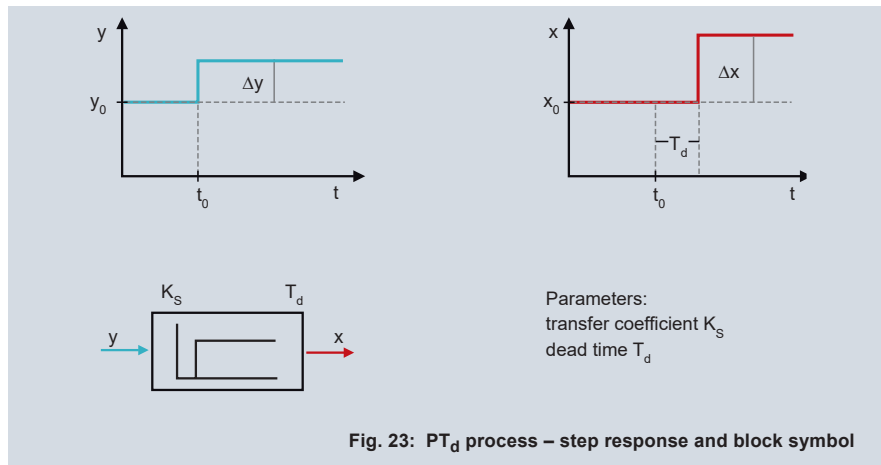 y
Δy
y0
t0
t
x
Δx
x0
Td
t0
t
KS
Td
y
x
Parameters:
transfer coefficient KS
dead time Td
Fig. 23: PTd process – step response and block symbol